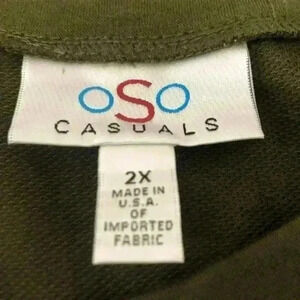 oSo
CASUALS
2X
MADE IN
U.S.A.
OF
IMPORTED
FABRIC